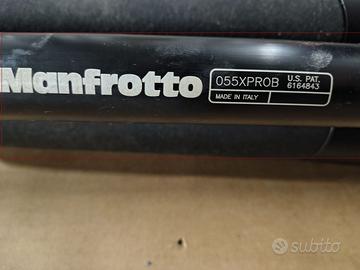 Manfrotto
055XPROB
U.S. PAT.
6164843
MADE IN ITALY
subito